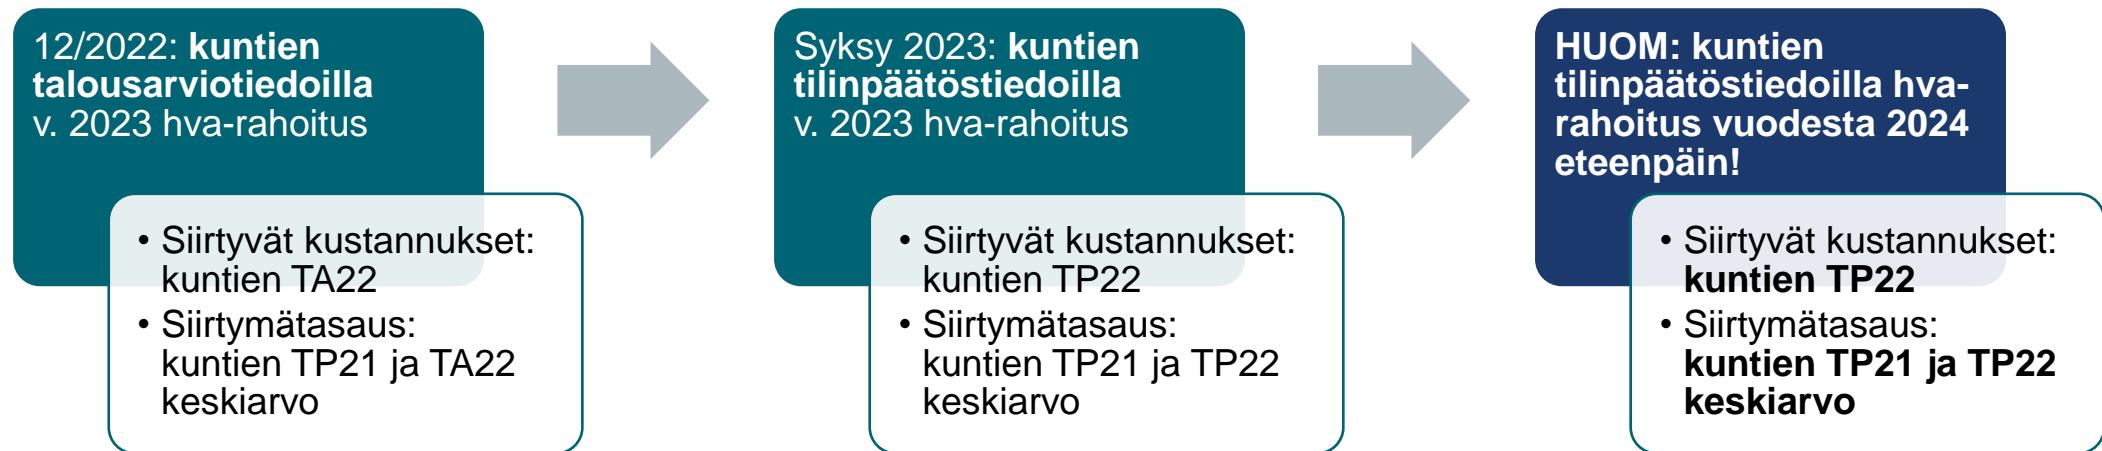 12/2022: kuntien
talousarviotiedoilla
v. 2023 hva-rahoitus
• Siirtyvät kustannukset:
kuntien TA22
• Siirtymätasaus:
kuntien TP21 ja TA22
keskiarvo
Syksy 2023: kuntien
tilinpäätöstiedoilla
v. 2023 hva-rahoitus
• Siirtyvät kustannukset:
kuntien TP22
• Siirtymätasaus:
kuntien TP21 ja TP22
keskiarvo
HUOM: kuntien
tilinpäätöstiedoilla hva-
rahoitus vuodesta 2024
eteenpäin!
• Siirtyvät kustannukset:
kuntien TP22
• Siirtymätasaus:
kuntien TP21 ja TP22
keskiarvo